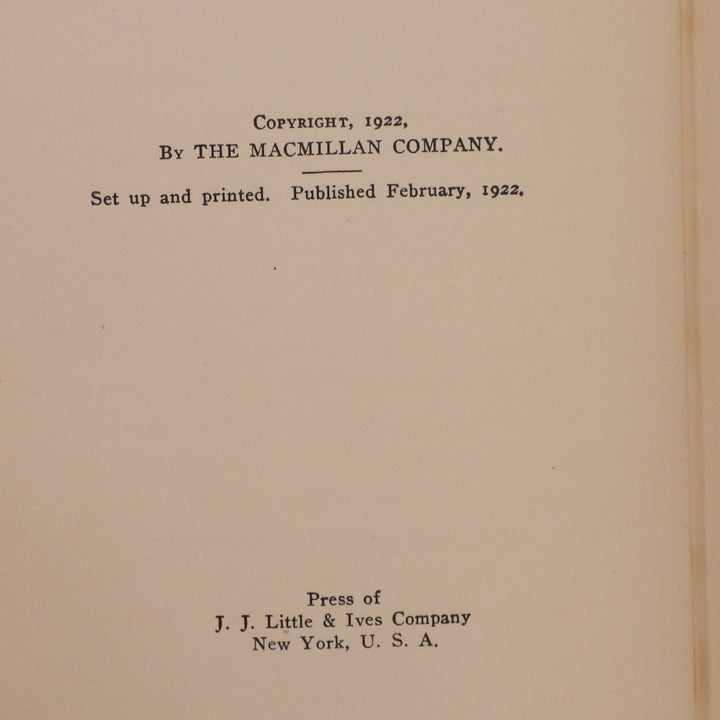 Copyright, 1922,
By THE MACMILLAN COMPANY.
Set up and printed. Published February, 1922.
Press of
J. J. Little & Ives Company
New York, U. S. A.